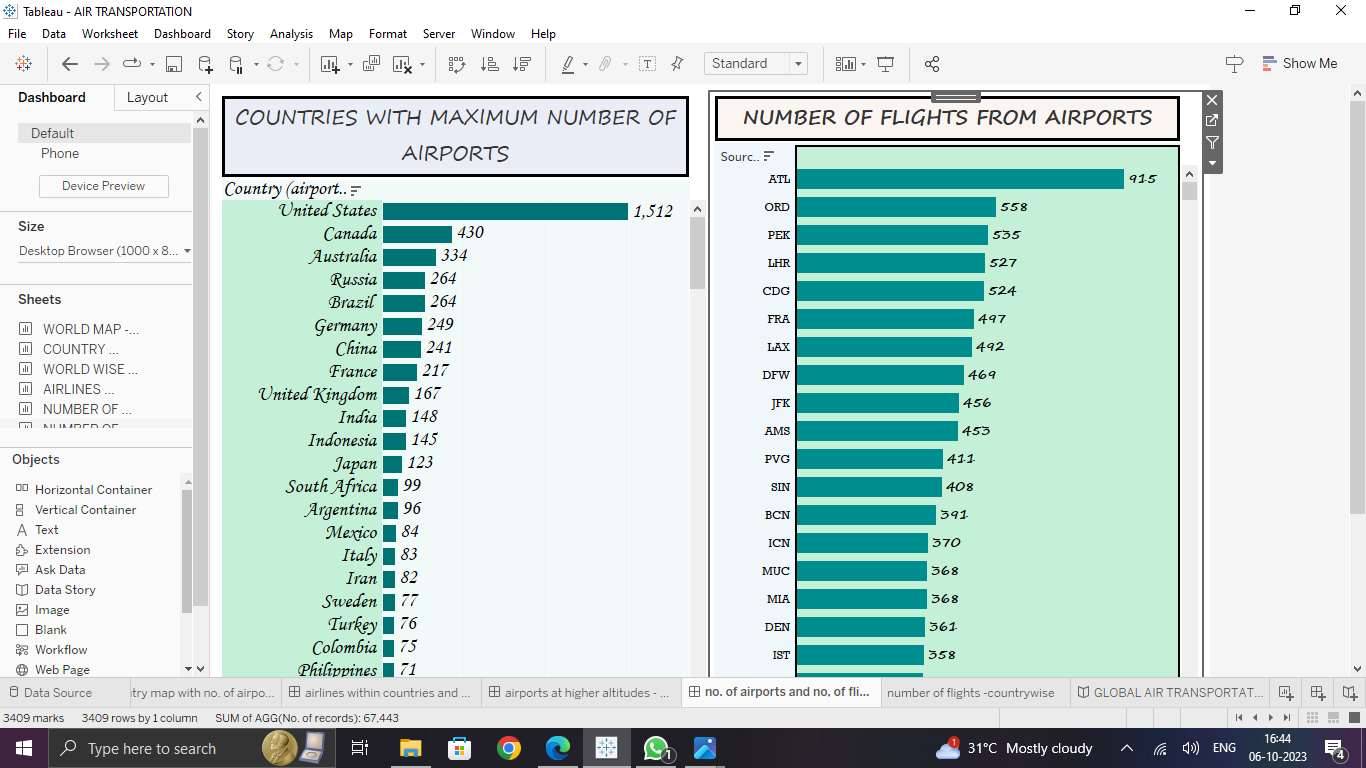 Tableau - AIR TRANSPORTATION
File Data Worksheet Dashboard Story Analysis Map Format Server Window Help
Standard
Show Me
Dashboard Layout
Default
Phone
Device Preview
Size
Desktop Browser (1000 x 8...
Sheets
WORLD MAP -...
COUNTRY ...
WORLD WISE ...
AIRLINES ...
NUMBER OF ...
NUMBER OF
Objects
Horizontal Container
Vertical Container
Text
Extension
Ask Data
Data Story
Image
Blank
Workflow
Web Page
COUNTRIES WITH MAXIMUM NUMBER OF
AIRPORTS
Country (airport..
United States 1,512
Canada 430
Australia 334
Russia 264
Brazil 264
Germany 249
China 241
France 217
United Kingdom 167
India 148
Indonesia 145
Japan 123
South Africa 99
Argentina 96
Mexico 84
Italy 83
Iran 82
Sweden 77
Turkey 76
Colombia 75
Philippines 71
NUMBER OF FLIGHTS FROM AIRPORTS
Sourc..
ATL 915
ORD 558
PEK 535
LHR 527
CDG 524
FRA 497
LAX 492
DFW 469
JFK 456
AMS 453
PVG 411
SIN 408
BCN 391
ICN 370
MUC 368
MIA 368
DEN 361
IST 358
Data Source try map with no. of airpo... airlines within countries and ... airports at higher altitudes - ... no. of airports and no, of fli... number of flights -countrywise GLOBAL AIR TRANSPORTAT...
3409 marks 3409 rows by 1 column SUM of AGG(No. of records): 67,443
Type here to search
1
1
31°C Mostly cloudy
ENG
16:44
06-10-2023
4